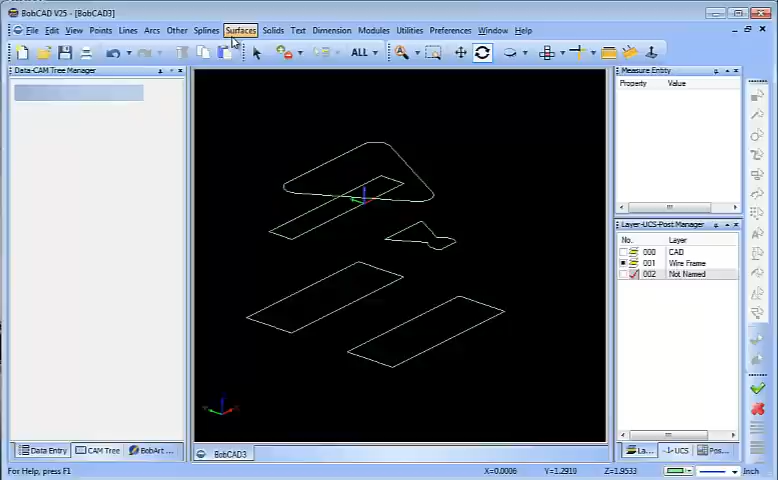 BobCAD V25 - [BobCAD3]
File Edit View Points Lines Arcs Other Splines Surfaces Solids Text Dimension Modules Utilities Preferences Window Help
ALL
Data-CAM Tree Manager
Measure Entity
Property Value
Layer-UCS-Post Manager
No. Layer
000 CAD
001 Wire Frame
002 Not Named
Data Entry CAM Tree BobArt ...
BobCAD3
La... UCS Pos...
For Help, press F1 X=0.0006 Y=1.2910 Z=1.9533 Inch